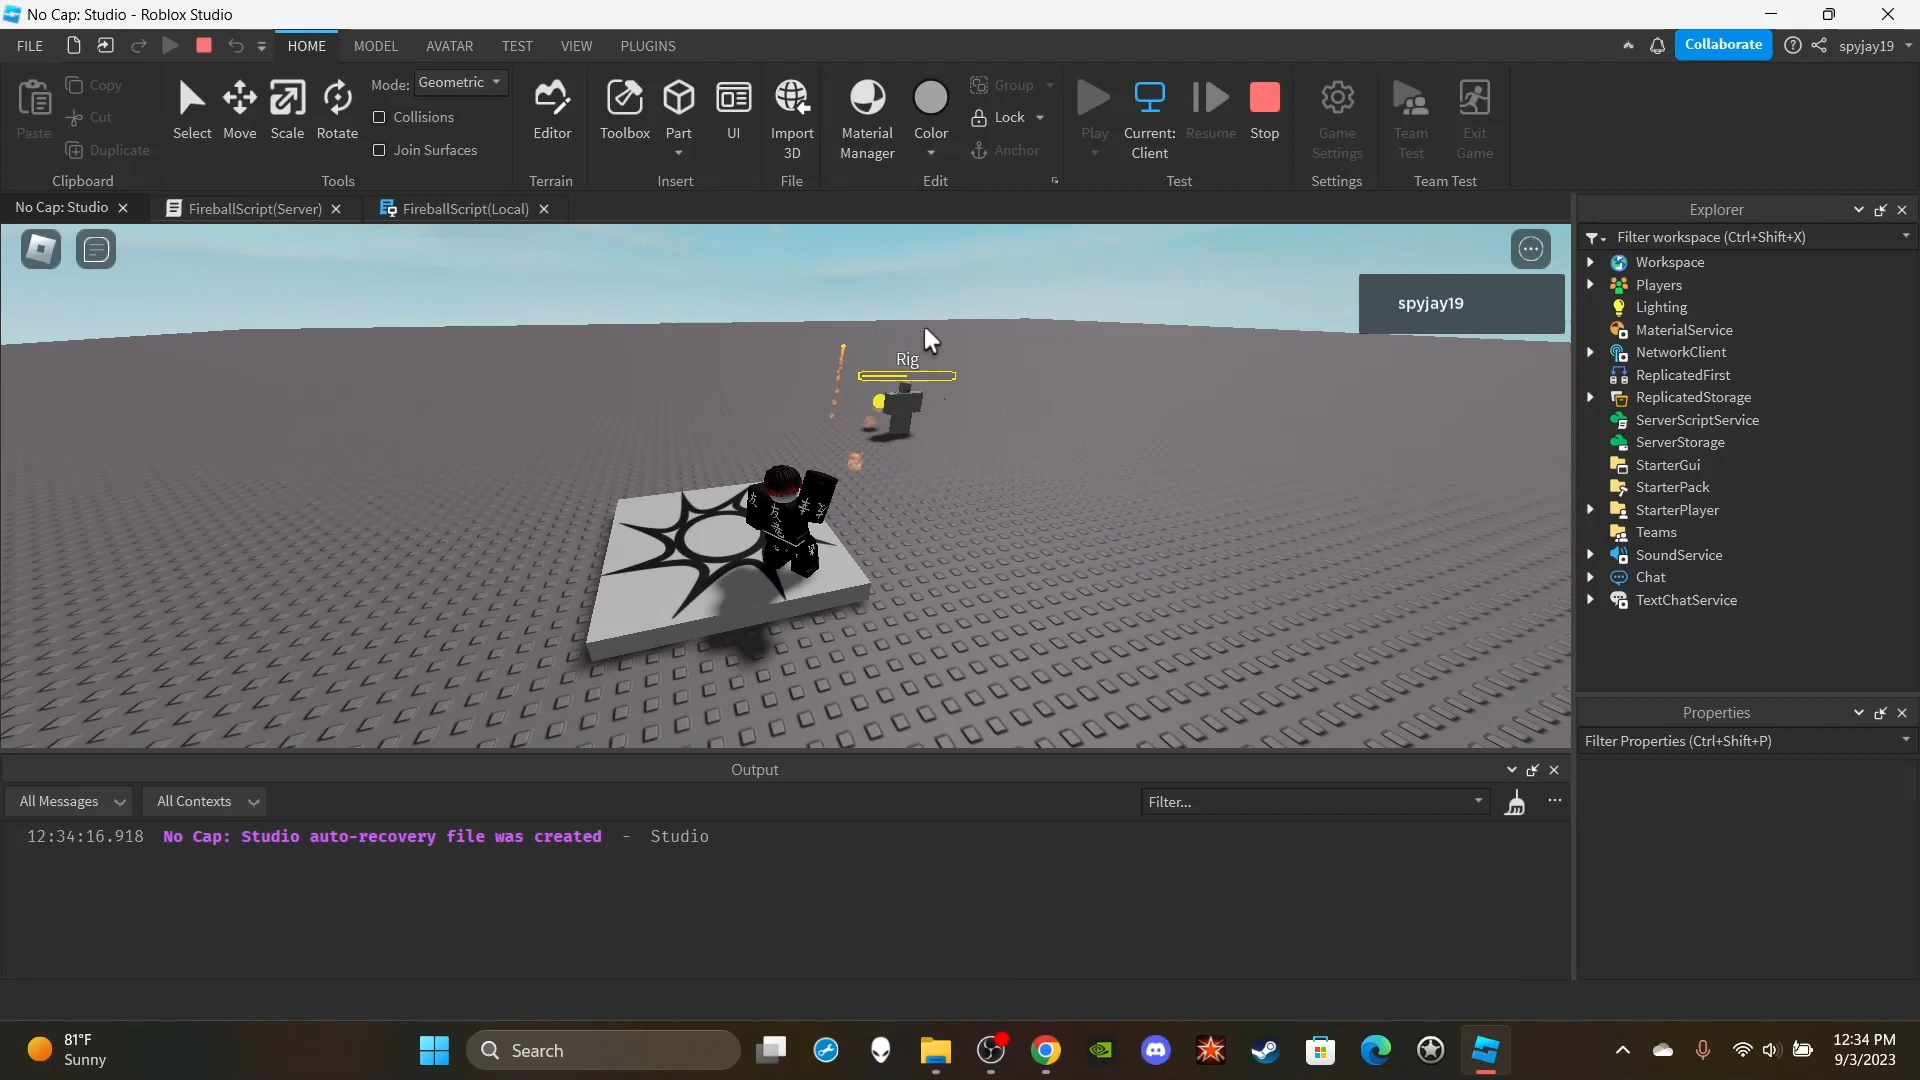 No Cap: Studio - Roblox Studio
FILE
HOME
MODEL
AVATAR
TEST
VIEW
PLUGINS
Collaborate
spyjay19
Paste
Copy
Cut
Duplicate
Clipboard
Select
Move
Scale
Rotate
Mode: Geometric
Collisions
Join Surfaces
Tools
Editor
Terrain
Toolbox
Part
UI
Insert
Import
3D
File
Material
Manager
Color
Group
Lock
Anchor
Edit
Play
Current:
Client
Resume
Stop
Test
Game
Settings
Settings
Team
Test
Exit
Game
Team Test
No Cap: Studio
FireballScript(Server)
FireballScript(Local)
spyjay19
Rig
Explorer
Filter workspace (Ctrl+Shift+X)
Workspace
Players
Lighting
MaterialService
NetworkClient
ReplicatedFirst
ReplicatedStorage
ServerScriptService
ServerStorage
StarterGui
StarterPack
StarterPlayer
Teams
SoundService
Chat
TextChatService
Properties
Filter Properties (Ctrl+Shift+P)
Output
All Messages
All Contexts
Filter...
12:34:16.918 No Cap: Studio auto-recovery file was created - Studio
81°F
Sunny
Search
12:34 PM
9/3/2023